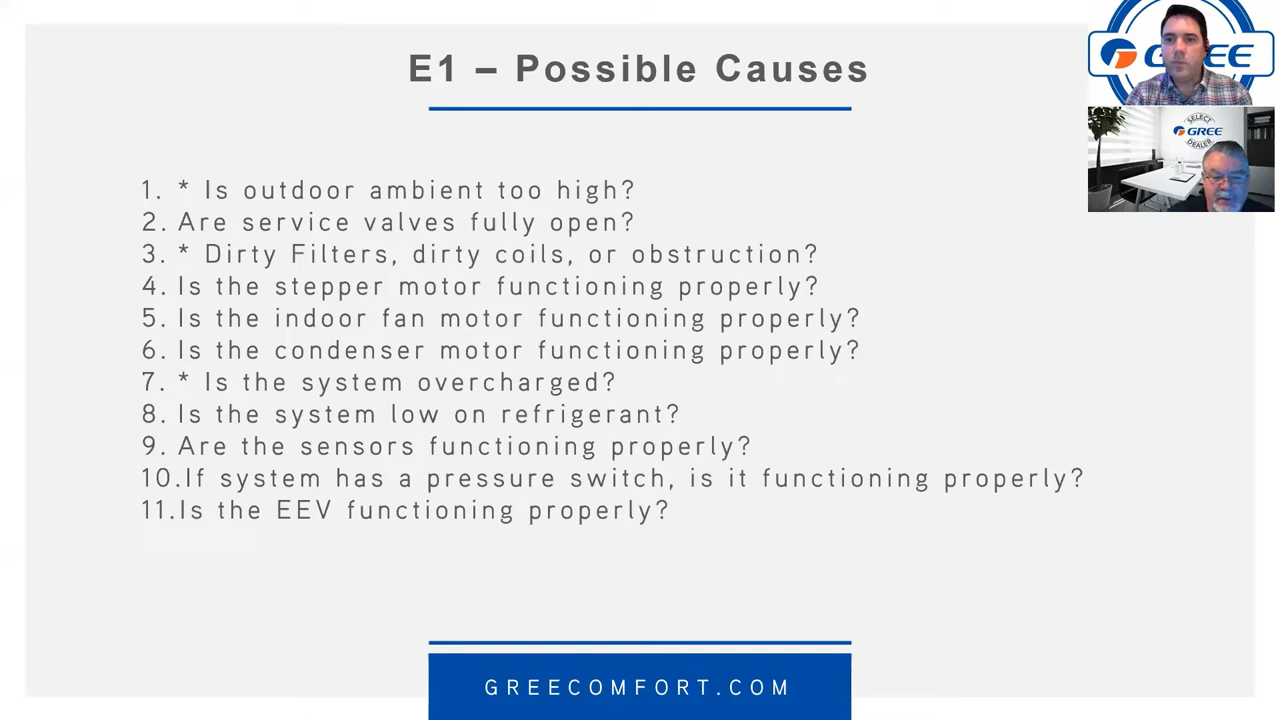 E1 – Possible Causes
GREE
SELECT
GREE
DEALER
1. * Is outdoor ambient too high?
2. Are service valves fully open?
3. * Dirty Filters, dirty coils, or obstruction?
4. Is the stepper motor functioning properly?
5. Is the indoor fan motor functioning properly?
6. Is the condenser motor functioning properly?
7. * Is the system overcharged?
8. Is the system low on refrigerant?
9. Are the sensors functioning properly?
10.If system has a pressure switch, is it functioning properly?
11.Is the EEV functioning properly?
GREECOMFORT.COM